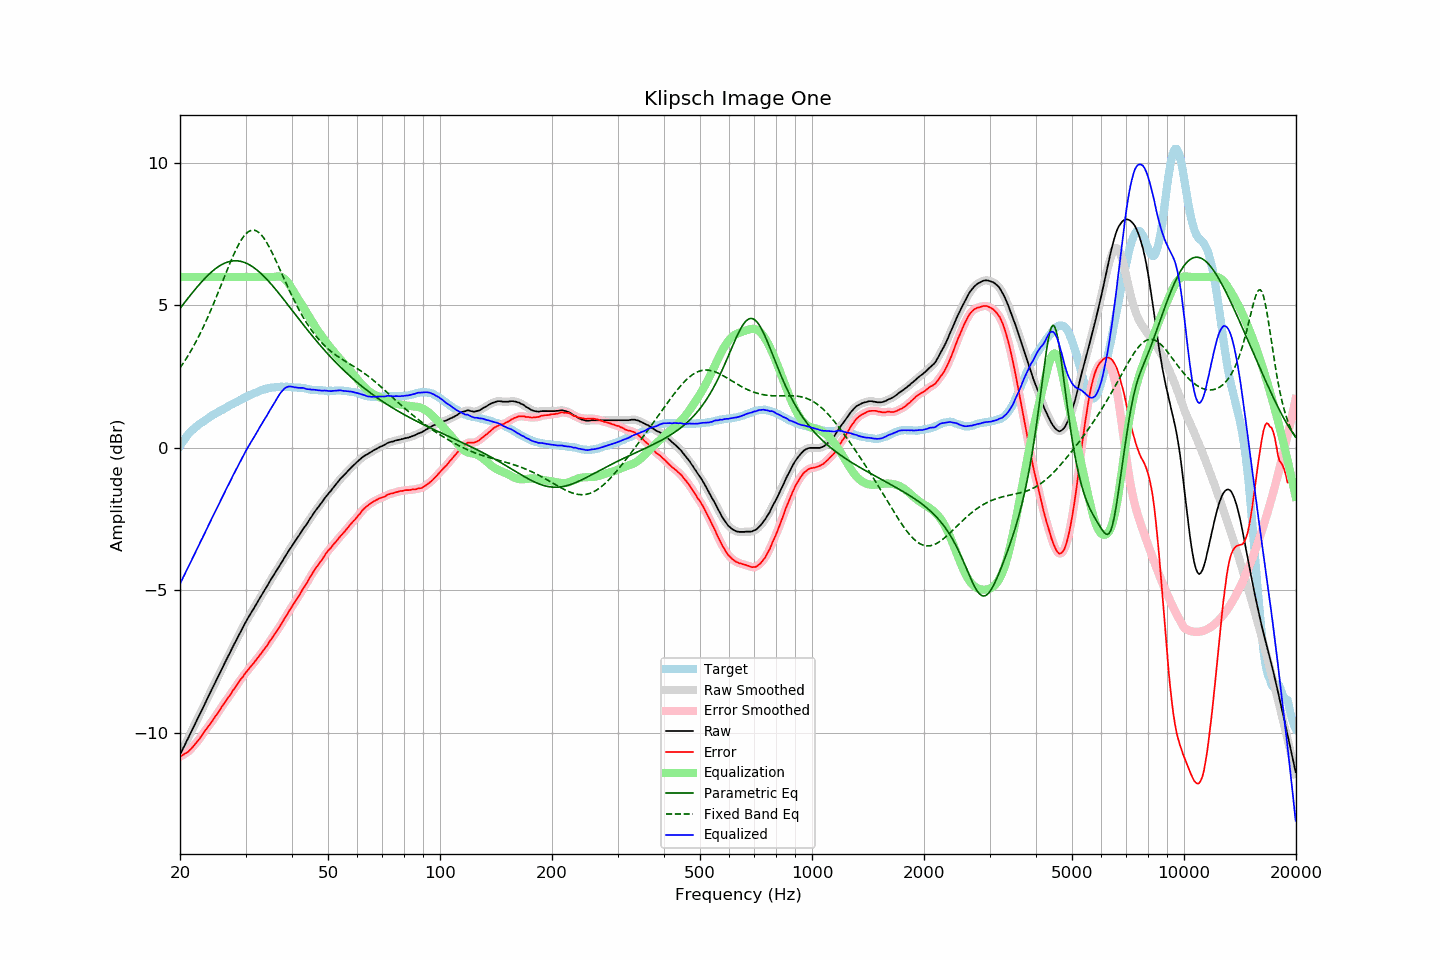 Klipsch Image One
Amplitude (dBr)
10
5
0
−5
−10
Target
Raw Smoothed
Error Smoothed
Raw
Error
Equalization
Parametric Eq
Fixed Band Eq
Equalized
20 50 100 200 500 1000 2000 5000 10000 20000
Frequency (Hz)